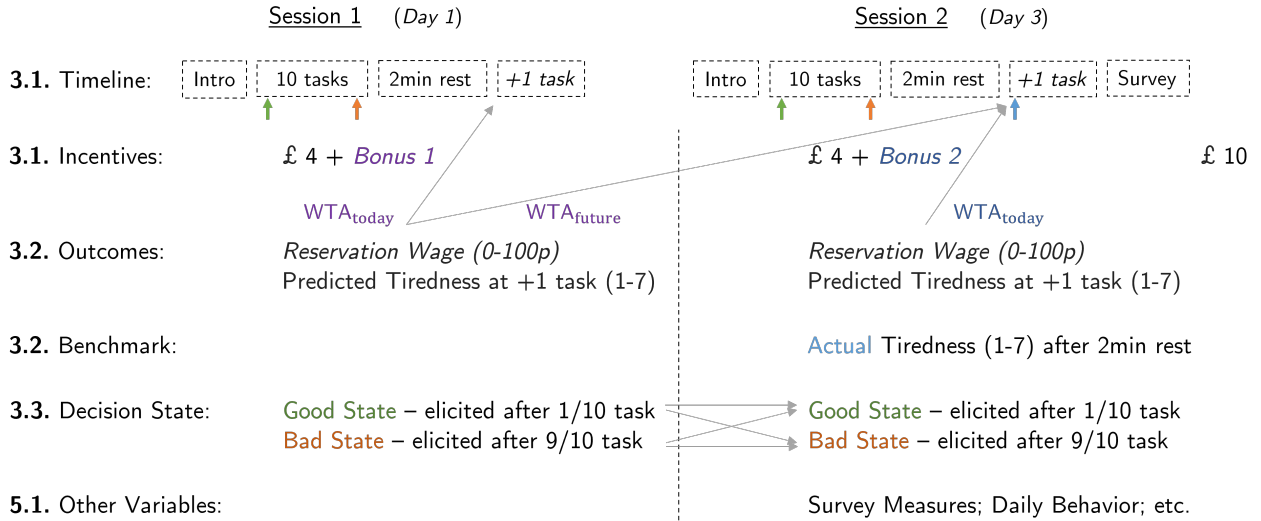 Session 1 (Day 1) Session 2 (Day 3)
3.1. Timeline: Intro 10 tasks 2min rest +1 task Intro 10 tasks 2min rest +1 task Survey
3.1. Incentives: £ 4 + Bonus 1 £ 4 + Bonus 2 £ 10
WTAtoday WTAfuture WTAtoday
3.2. Outcomes: Reservation Wage (0-100p) Reservation Wage (0-100p)
Predicted Tiredness at +1 task (1-7) Predicted Tiredness at +1 task (1-7)
3.2. Benchmark: Actual Tiredness (1-7) after 2min rest
3.3. Decision State: Good State – elicited after 1/10 task Good State – elicited after 1/10 task
Bad State – elicited after 9/10 task Bad State – elicited after 9/10 task
5.1. Other Variables: Survey Measures; Daily Behavior; etc.